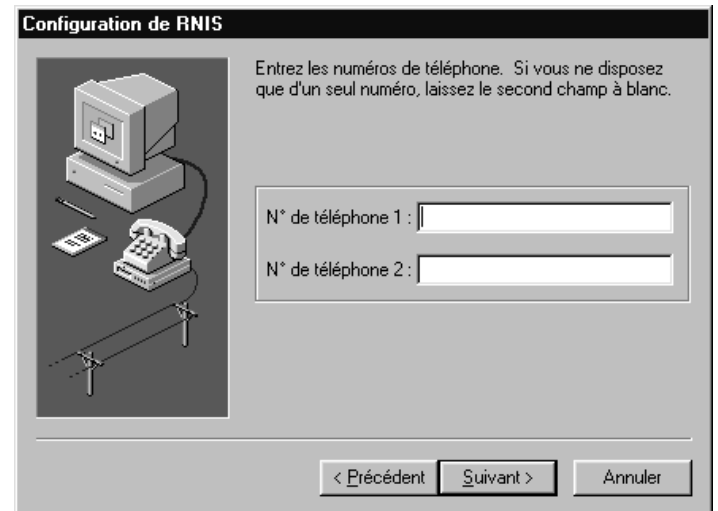 Configuration de RNIS
Entrez les numéros de téléphone. Si vous ne disposez
que d'un seul numéro, laissez le second champ à blanc.
N° de téléphone 1 :
N° de téléphone 2 :
< Précédent
Suivant >
Annuler